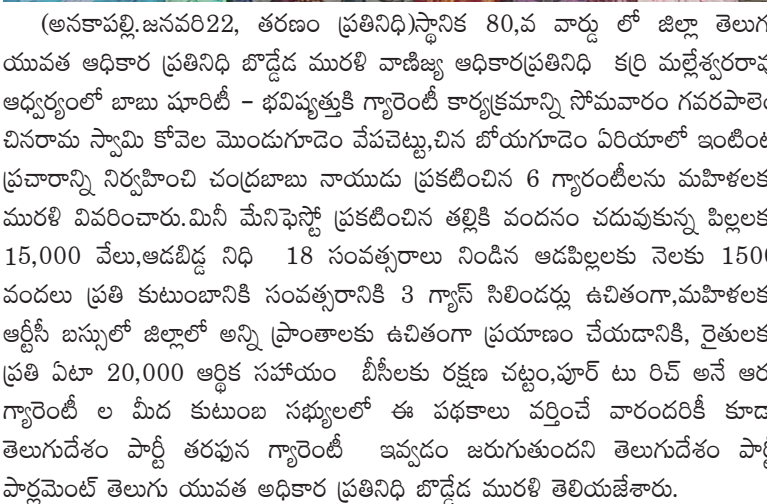 (అనకాపల్లి.జనవరి22, తరణం ప్రతినిధి)స్థానిక 80,వ వార్డు లో జిల్లా తెలుగు
యువత ఆధికార ప్రతినిధి బొడ్డేడ మురళి వాణిజ్య ఆధికారప్రతినిధి కర్రి మల్లేశ్వరరావు
ఆధ్వర్యంలో బాబు షూరిటీ - భవిష్యత్తుకి గ్యారెంటీ కార్యక్రమాన్ని సోమవారం గవరపాలెం
చినరామ స్వామి కోవెల మొండుగూడెం వేపచెట్టు,చిన బోయగూడెం ఏరియాలో ఇంటింటి
ప్రచారాన్ని నిర్వహించి చంద్రబాబు నాయుడు ప్రకటించిన 6 గ్యారంటీలను మహిళలకు
మురళి వివరించారు.మినీ మేనిఫెస్టో ప్రకటించిన తల్లికి వందనం చదువుకున్న పిల్లలకు
15,000 వేలు,ఆడబిడ్డ నిధి 18 సంవత్సరాలు నిండిన ఆడపిల్లలకు నెలకు 1500
వందలు ప్రతి కుటుంబానికి సంవత్సరానికి 3 గ్యాస్ సిలిండర్లు ఉచితంగా,మహిళలకు
ఆర్టీసీ బస్సులో జిల్లాలో అన్ని ప్రాంతాలకు ఉచితంగా ప్రయాణం చేయడానికి, రైతులకు
ప్రతి ఏటా 20,000 ఆర్థిక సహాయం బీసీలకు రక్షణ చట్టం,పూర్ టు రిచ్ అనే ఆరు
గ్యారెంటీ ల మీద కుటుంబ సభ్యులలో ఈ పథకాలు వర్తించే వారందరికీ కూడా
తెలుగుదేశం పార్టీ తరఫున గ్యారెంటీ ఇవ్వడం జరుగుతుందని తెలుగుదేశం పార్టీ
పార్లమెంట్ తెలుగు యువత అధికార ప్రతినిధి బొడ్డేడ మురళి తెలియజేశారు.